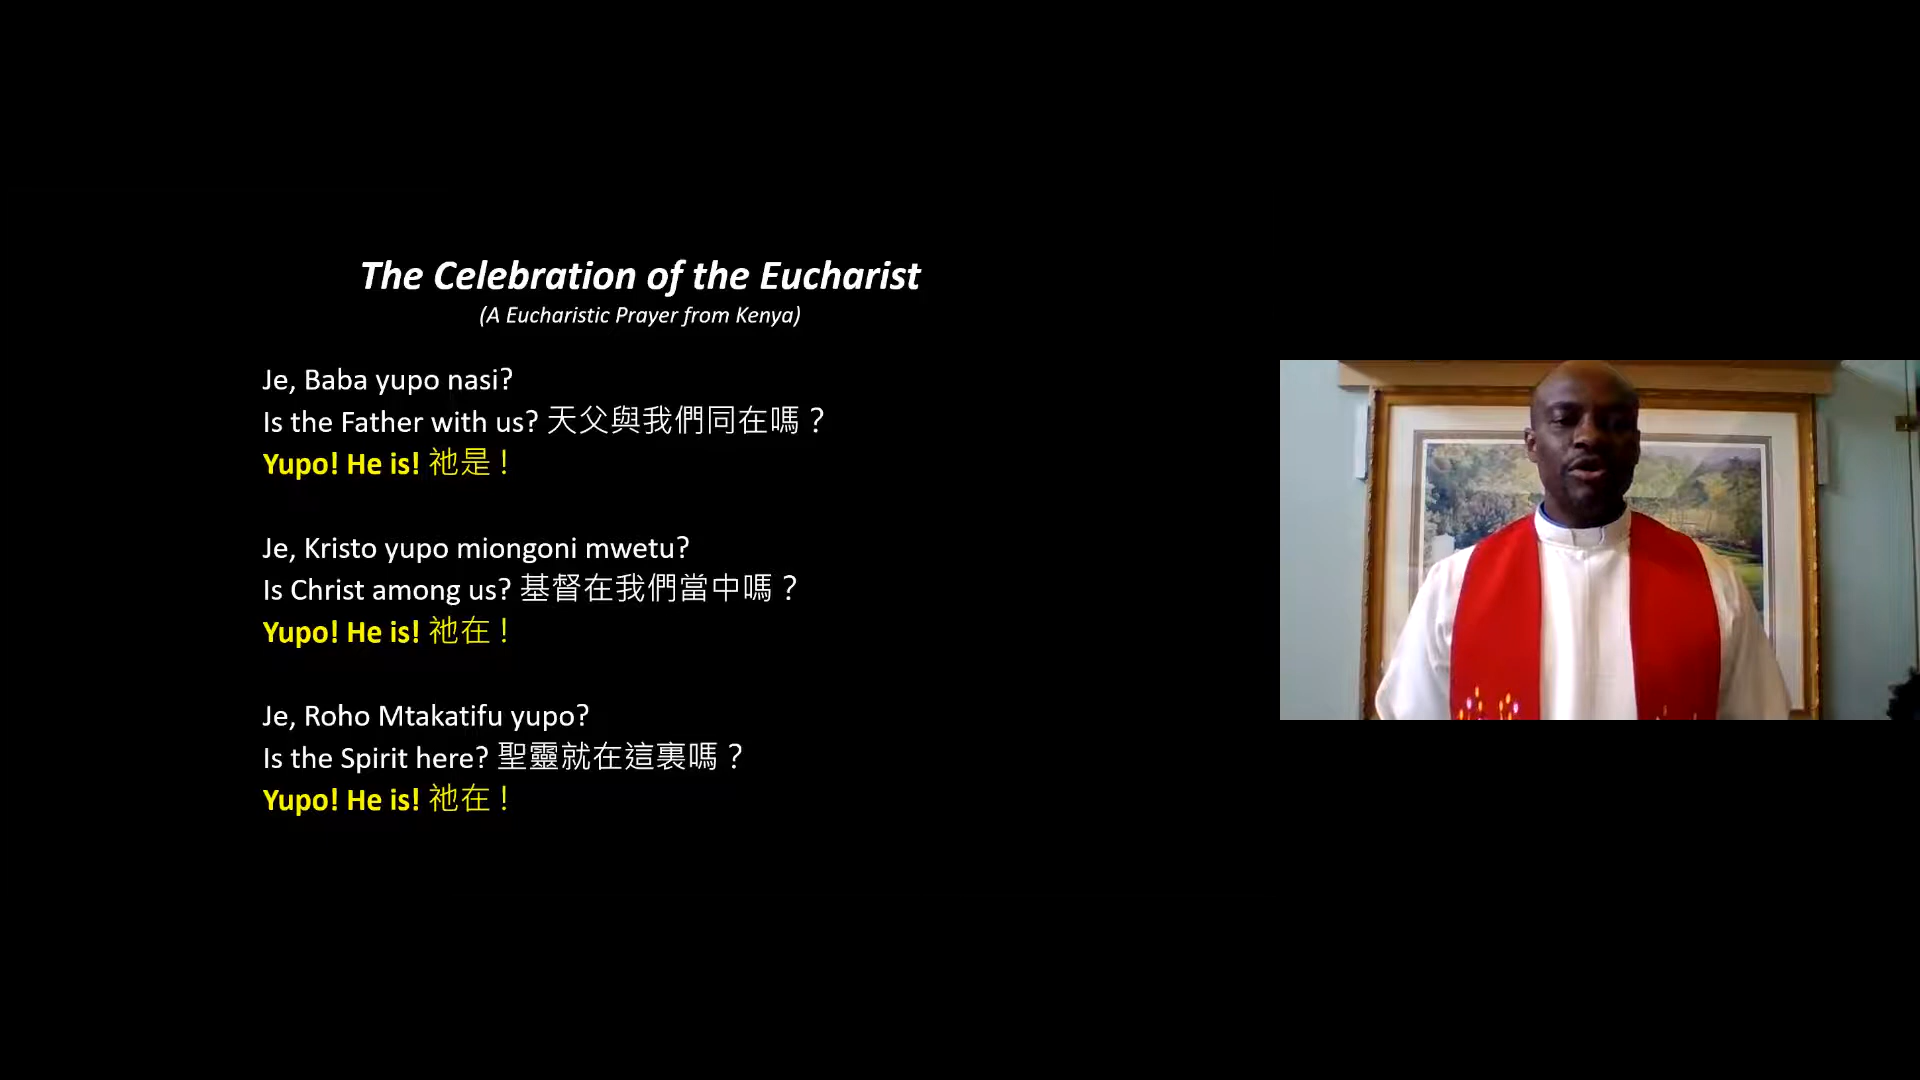 The Celebration of the Eucharist
(A Eucharistic Prayer from Kenya)
Je, Baba yupo nasi?
Is the Father with us? 天父與我們同在嗎？
Yupo! He is! 祂是！
Je, Kristo yupo miongoni mwetu?
Is Christ among us? 基督在我們當中嗎？
Yupo! He is! 祂在！
Je, Roho Mtakatifu yupo?
Is the Spirit here? 聖靈就在這裏嗎？
Yupo! He is! 祂在！